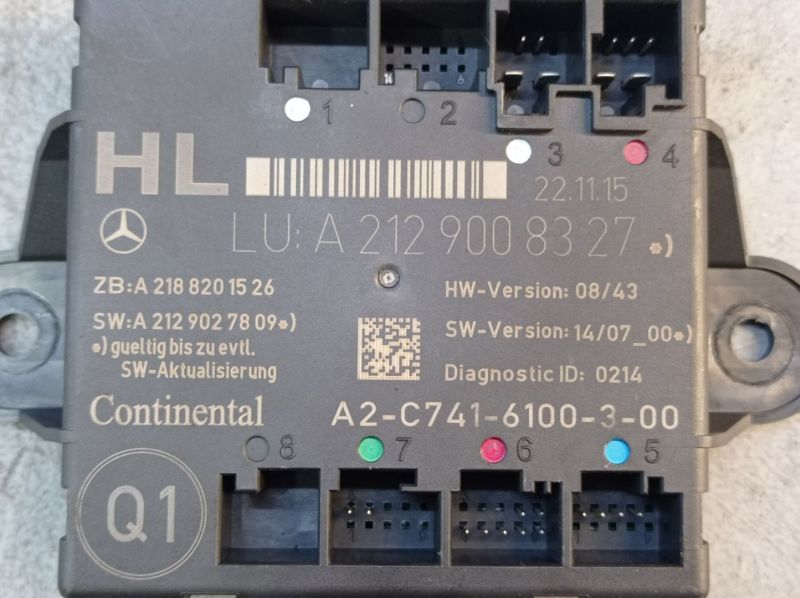 1 2
3 4
HL
22.11.15
LU: A 212 900 83 27 *)
ZB: A 218 820 15 26
HW-Version: 08/43
SW: A 212 902 78 09*)
SW-Version: 14/07_00*)
*) gueltig bis zu evtl.
SW-Aktualisierung
Diagnostic ID: 0214
Continental
A2-C741-6100-3-00
8 7 6 5
Q1